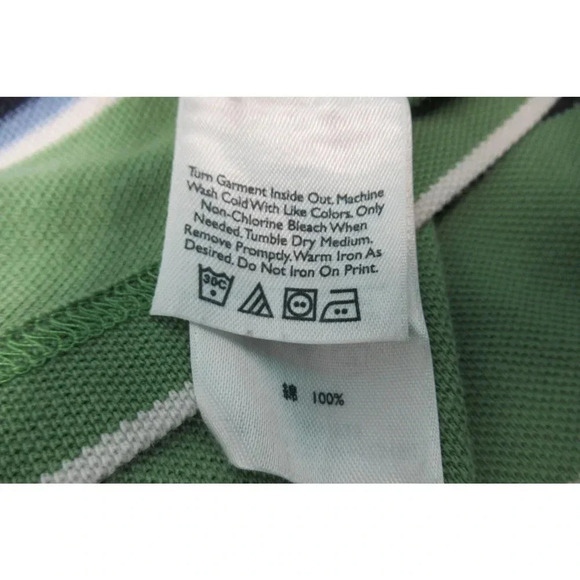 Turn Garment Inside Out. Machine
Wash Cold With Like Colors. Only
Non-Chlorine Bleach When
Needed. Tumble Dry Medium.
Remove Promptly. Warm Iron As
Desired. Do Not Iron On Print.
30C
綿 100%